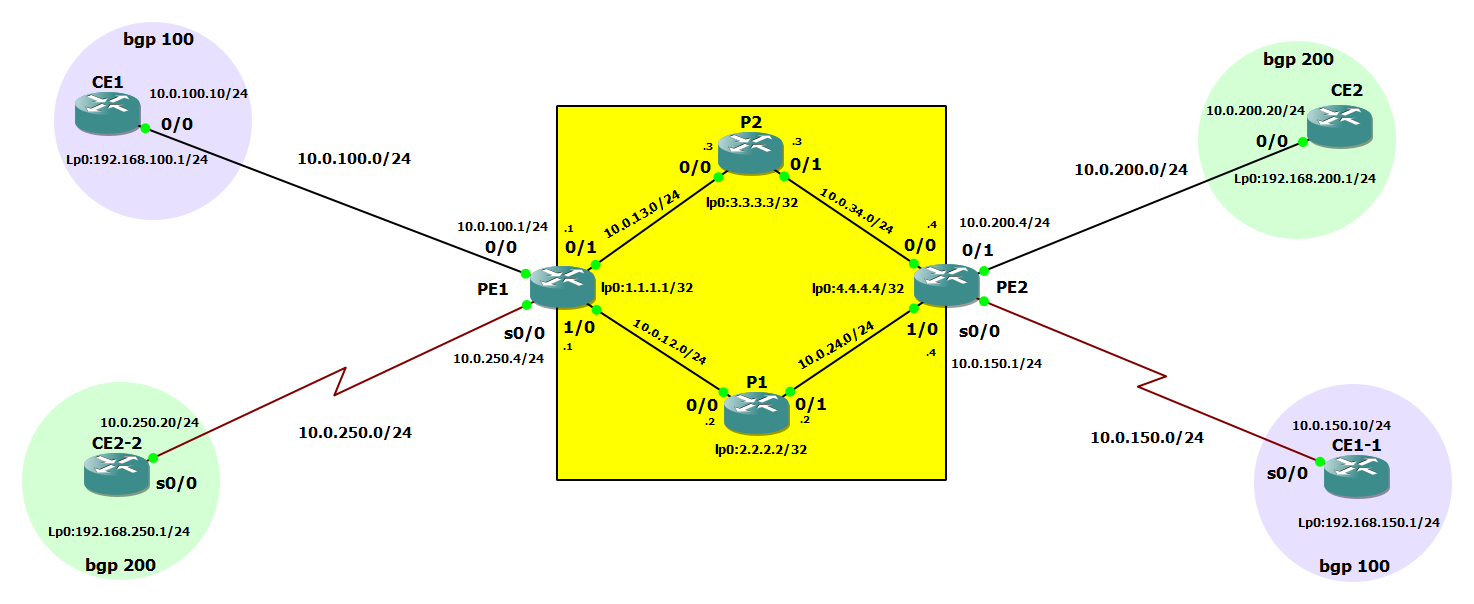 bgp 100
CE1
10.0.100.10/24
0/0
Lp0:192.168.100.1/24
10.0.100.0/24
10.0.100.1/24
0/0
PE1
.1
0/1
lp0:1.1.1.1/32
s0/0
1/0
.1
10.0.250.4/24
10.0.250.0/24
10.0.250.20/24
CE2-2
s0/0
Lp0:192.168.250.1/24
bgp 200
P2
.3
.3
0/0
0/1
lp0:3.3.3.3/32
10.0.13.0/24
10.0.34.0/24
10.0.12.0/24
10.0.24.0/24
P1
0/0
0/1
.2
.2
lp0:2.2.2.2/32
.4
0/0
10.0.200.4/24
0/1
lp0:4.4.4.4/32
PE2
1/0
s0/0
.4
10.0.150.1/24
10.0.200.0/24
bgp 200
CE2
10.0.200.20/24
0/0
Lp0:192.168.200.1/24
10.0.150.0/24
10.0.150.10/24
CE1-1
s0/0
Lp0:192.168.150.1/24
bgp 100